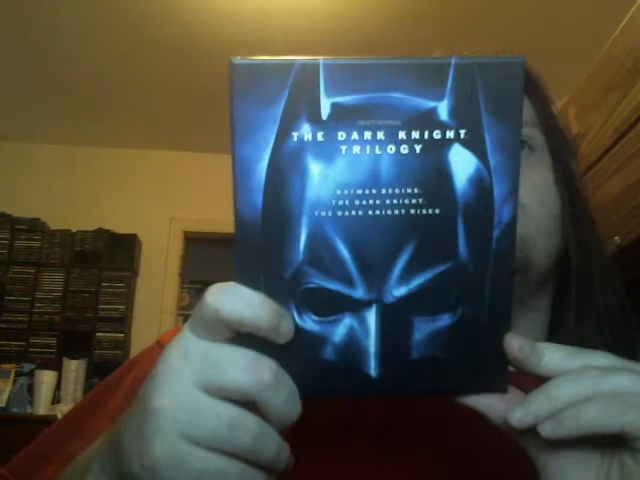 THE DARK KNIGHT
TRILOGY
BATMAN BEGINS.
THE DARK KNIGHT.
THE DARK KNIGHT RISES